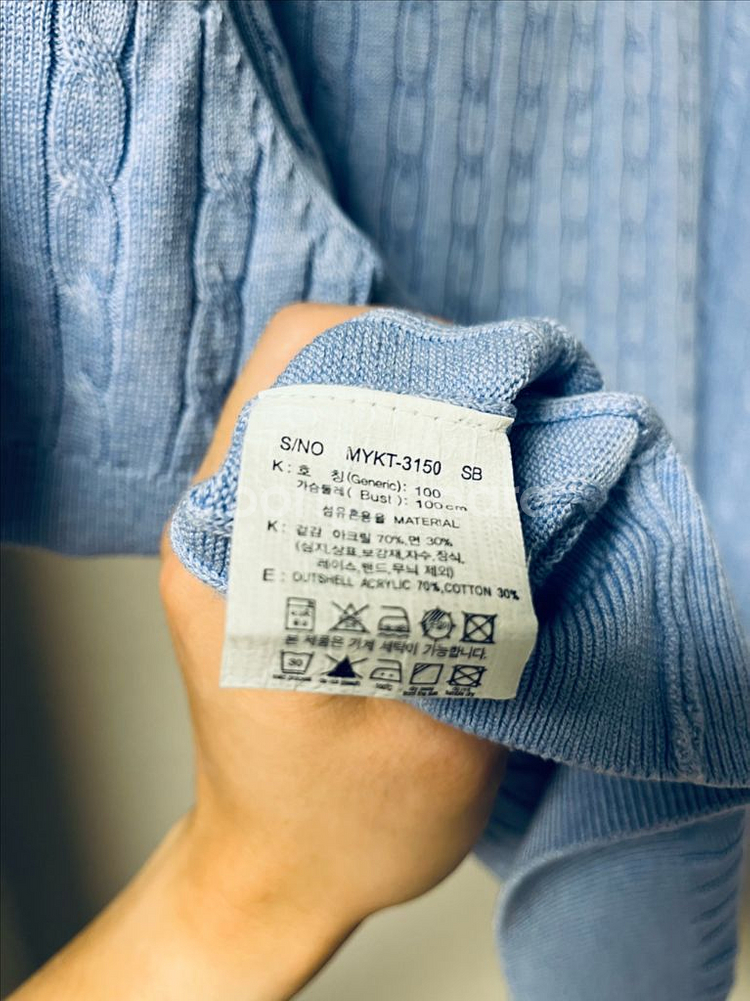 S/NO MYKT-3150 SB
K: 호 칭(Generic): 100
가슴둘레( Bust ): 100cm
섬유혼용율 MATERIAL
K: 겉감 아크릴 70%,면 30%
(심지,상표,보강재,자수,장식,
레이스,밴드,무늬 제외)
E: OUTSHELL ACRYLIC 70%,COTTON 30%
본 제품은 기계 세탁이 가능합니다.
30